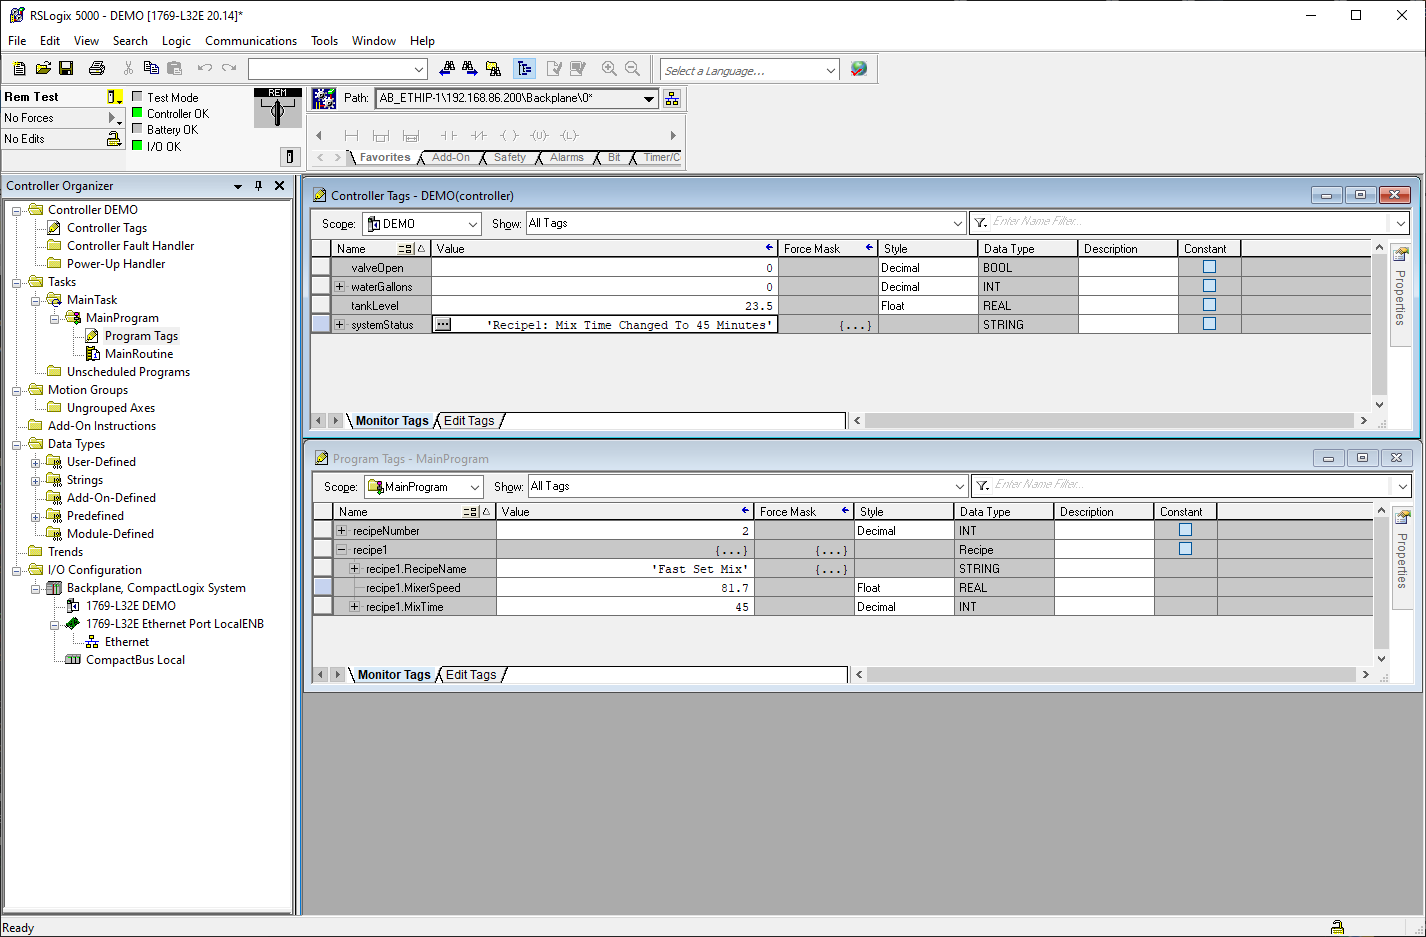 RSLogix 5000 - DEMO [1769-L32E 20.14]*
File Edit View Search Logic Communications Tools Window Help
Select a Language...
Rem Test
No Forces
No Edits
Test Mode
Controller OK
Battery OK
I/O OK
REM
Path: AB_ETHIP-1\192.168.86.200\Backplane\0*
Favorites Add-On Safety Alarms Bit Timer/C
Controller Organizer
Controller DEMO
Controller Tags
Controller Fault Handler
Power-Up Handler
Tasks
MainTask
MainProgram
Program Tags
MainRoutine
Unscheduled Programs
Motion Groups
Ungrouped Axes
Add-On Instructions
Data Types
User-Defined
Strings
Add-On-Defined
Predefined
Module-Defined
Trends
I/O Configuration
Backplane, CompactLogix System
1769-L32E DEMO
1769-L32E Ethernet Port LocalENB
Ethernet
CompactBus Local
Controller Tags - DEMO(controller)
Scope: DEMO Show: All Tags Enter Name Filter...
Name Value Force Mask Style Data Type Description Constant
valveOpen 0 Decimal BOOL
waterGallons 0 Decimal INT
tankLevel 23.5 Float REAL
systemStatus ... 'Recipe1: Mix Time Changed To 45 Minutes' {...} STRING
Properties
Monitor Tags Edit Tags
Program Tags - MainProgram
Scope: MainProgram Show: All Tags Enter Name Filter...
Name Value Force Mask Style Data Type Description Constant
recipeNumber 2 Decimal INT
recipe1 {...} {...} Recipe
recipe1.RecipeName 'Fast Set Mix' {...} STRING
recipe1.MixerSpeed 81.7 Float REAL
recipe1.MixTime 45 Decimal INT
Properties
Monitor Tags Edit Tags
Ready